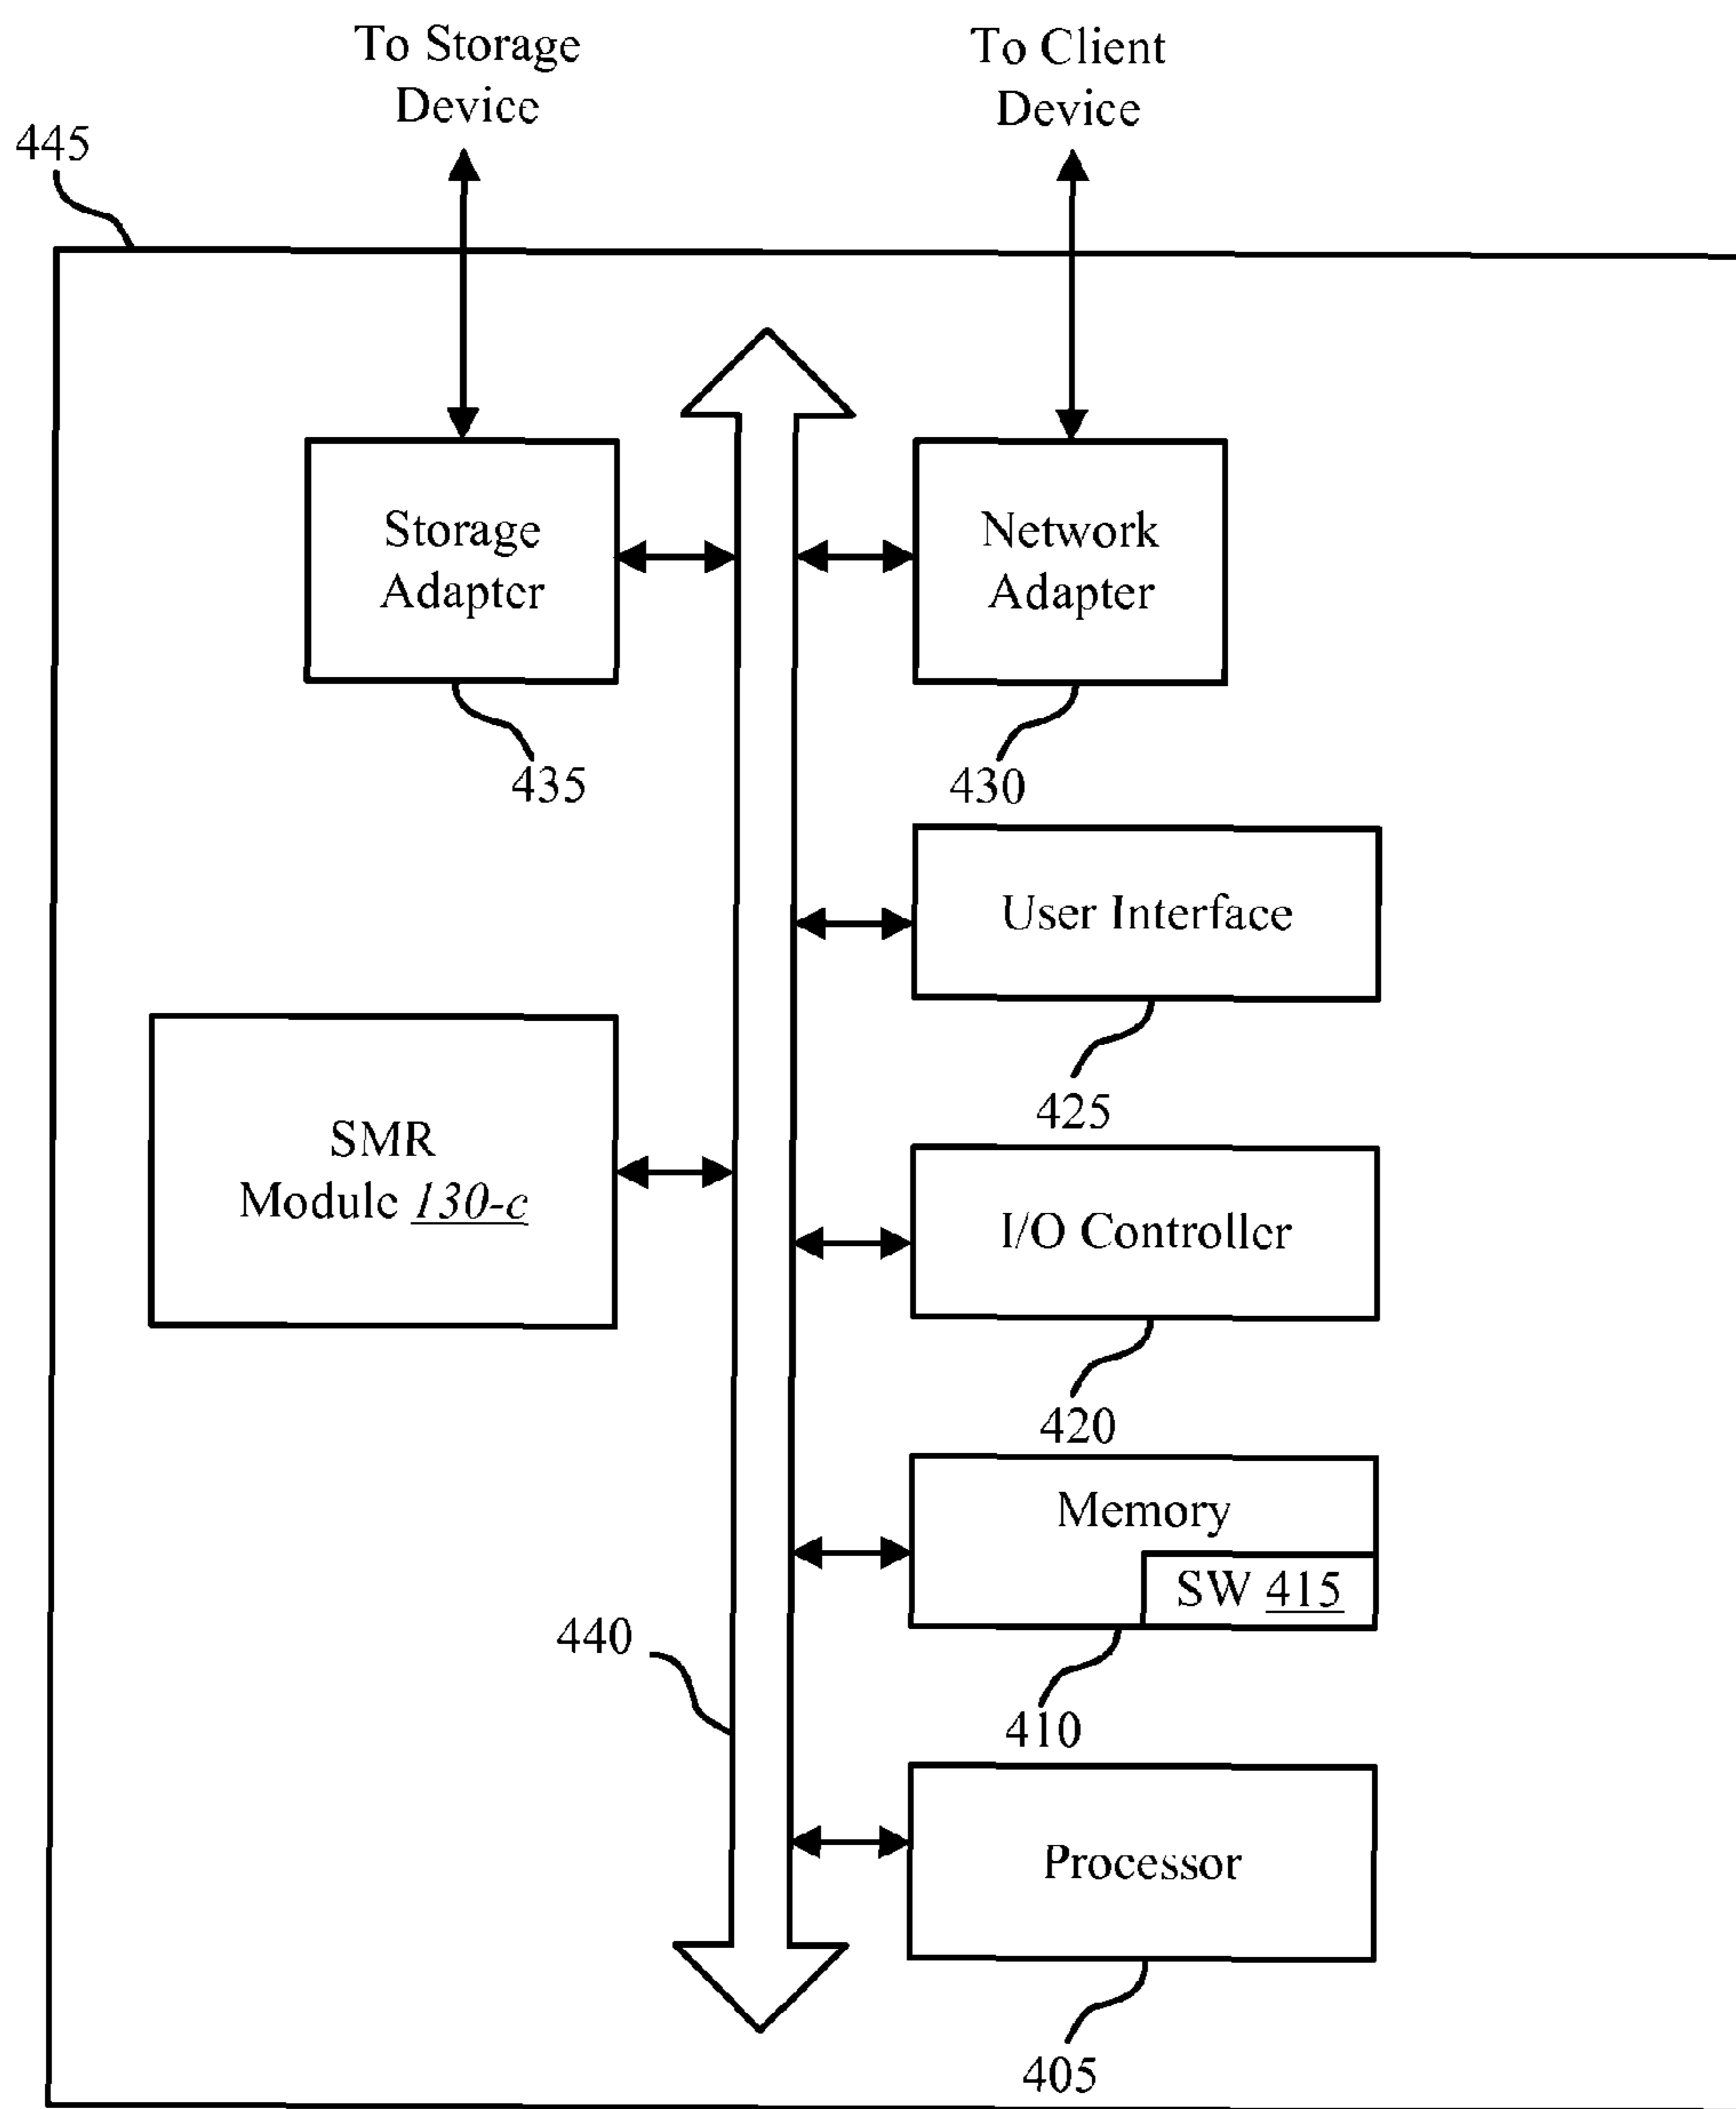 To Storage
Device
To Client
Device
445
Storage
Adapter
Network
Adapter
435
430
User Interface
425
SMR
Module 130-c
I/O Controller
420
Memory
SW 415
440
410
Processor
405